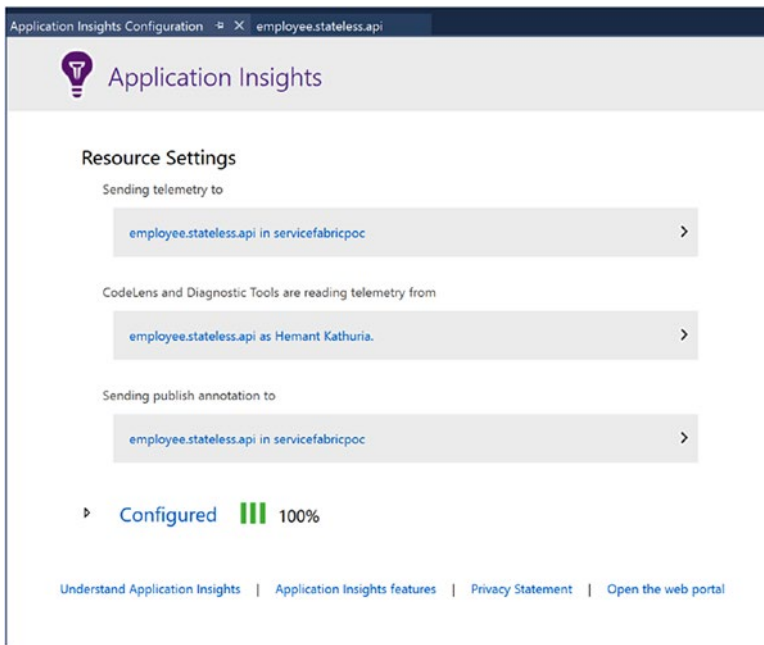 Application Insights Configuration employee.stateless.api
Application Insights
Resource Settings
Sending telemetry to
employee.stateless.api in servicefabricpoc
CodeLens and Diagnostic Tools are reading telemetry from
employee.stateless.api as Hemant Kathuria.
Sending publish annotation to
employee.stateless.api in servicefabricpoc
Configured 100%
Understand Application Insights | Application Insights features | Privacy Statement | Open the web portal